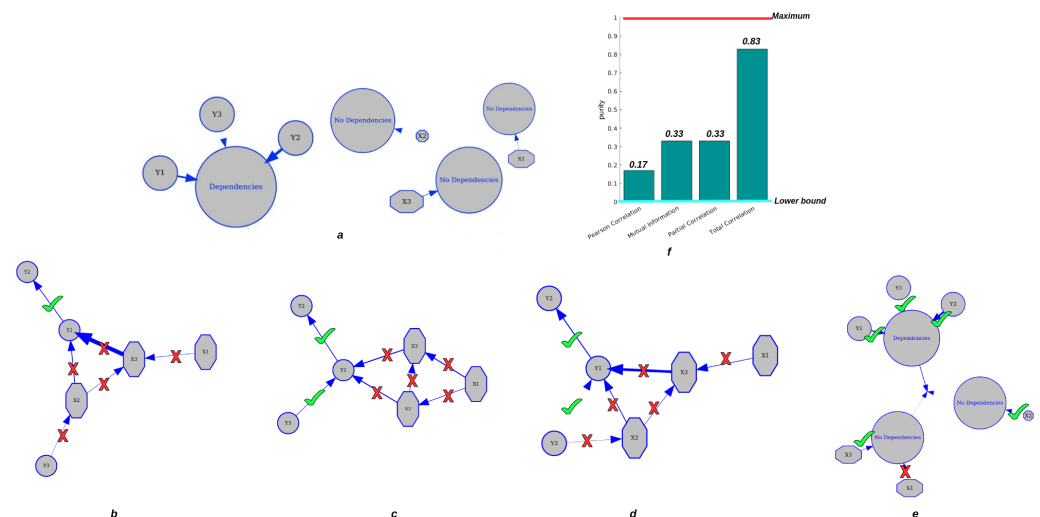 Y3
Y2
Y1
Dependencies
No Dependencies
X2
No Dependencies
X1
No Dependencies
X3
a
Maximum
1
0.9
0.8
0.7
0.6
0.5
0.4
0.3
0.2
0.1
0
purity
0.17
0.33
0.33
0.83
Lower bound
Pearson Correlation
Mutual information
Partial Correlation
Total Correlation
f
Y2
Y1
X3
X1
X2
Y3
X
X
X
X
X
b
Y2
Y1
X3
X1
Y3
X
X
X
X
X
c
Y2
Y1
X3
X1
Y3
X2
X
X
X
X
X
d
Y3
Y2
Y1
Dependencies
No Dependencies
X2
No Dependencies
X3
X
X1
e